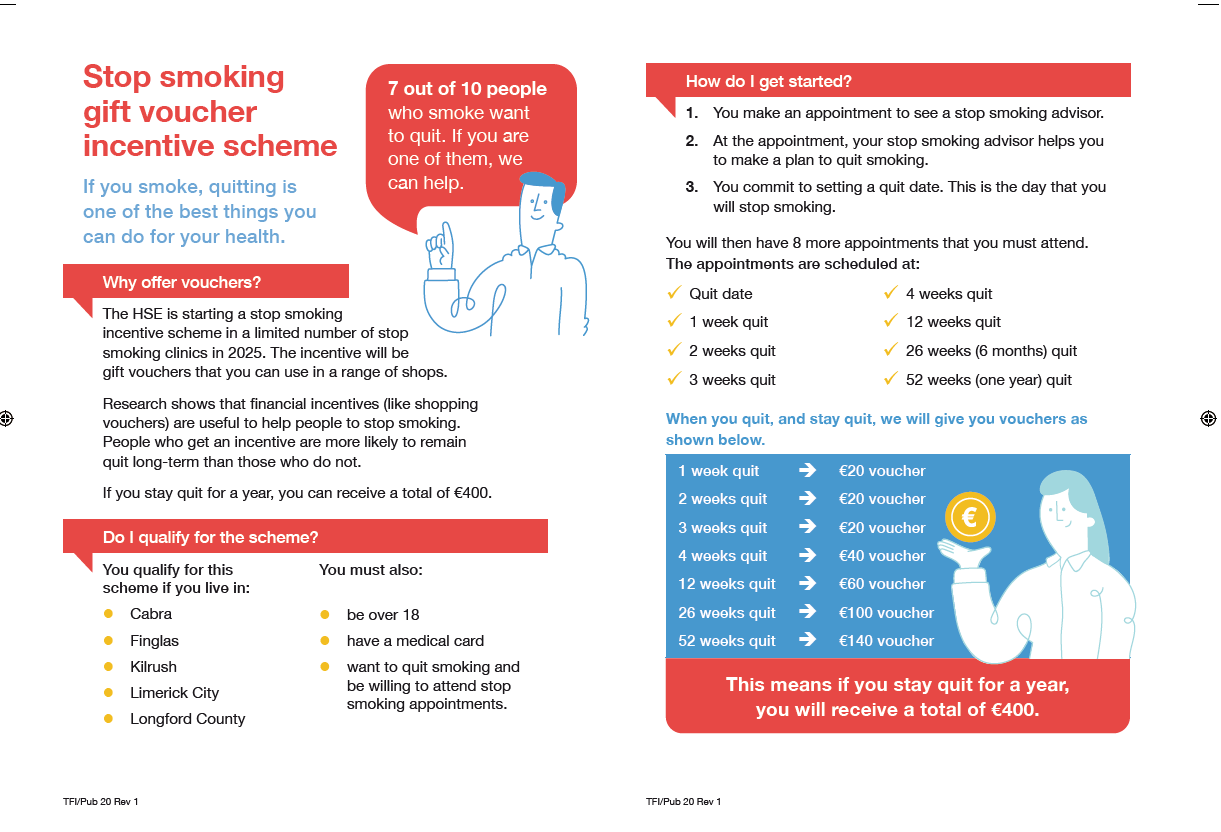 Stop smoking
gift voucher
incentive scheme
If you smoke, quitting is
one of the best things you
can do for your health.
7 out of 10 people
who smoke want
to quit. If you are
one of them, we
can help.
Why offer vouchers?
The HSE is starting a stop smoking
incentive scheme in a limited number of stop
smoking clinics in 2025. The incentive will be
gift vouchers that you can use in a range of shops.
Research shows that financial incentives (like shopping
vouchers) are useful to help people to stop smoking.
People who get an incentive are more likely to remain
quit long-term than those who do not.
If you stay quit for a year, you can receive a total of €400.
Do I qualify for the scheme?
You qualify for this
scheme if you live in:
Cabra
Finglas
Kilrush
Limerick City
Longford County
You must also:
be over 18
have a medical card
want to quit smoking and
be willing to attend stop
smoking appointments.
TFI/Pub 20 Rev 1
How do I get started?
1. You make an appointment to see a stop smoking advisor.
2. At the appointment, your stop smoking advisor helps you
to make a plan to quit smoking.
3. You commit to setting a quit date. This is the day that you
will stop smoking.
You will then have 8 more appointments that you must attend.
The appointments are scheduled at:
✓ Quit date
✓ 1 week quit
✓ 2 weeks quit
✓ 3 weeks quit
✓ 4 weeks quit
✓ 12 weeks quit
✓ 26 weeks (6 months) quit
✓ 52 weeks (one year) quit
When you quit, and stay quit, we will give you vouchers as
shown below.
1 week quit ➔ €20 voucher
2 weeks quit ➔ €20 voucher
3 weeks quit ➔ €20 voucher
4 weeks quit ➔ €40 voucher
12 weeks quit ➔ €60 voucher
26 weeks quit ➔ €100 voucher
52 weeks quit ➔ €140 voucher
€
This means if you stay quit for a year,
you will receive a total of €400.
TFI/Pub 20 Rev 1